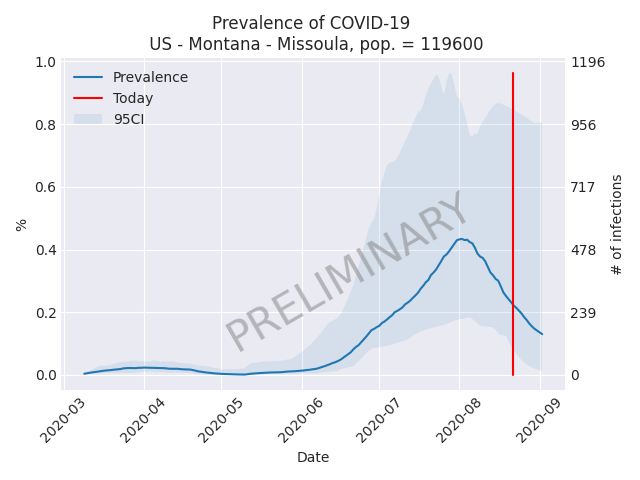 Prevalence of COVID-19
US - Montana - Missoula, pop. = 119600
1.0
0.8
0.6
0.4
0.2
0.0
%
1196
956
717
478
239
0
# of infections
Prevalence
Today
95CI
PRELIMINARY
2020-03
2020-04
2020-05
2020-06
2020-07
2020-08
2020-09
Date